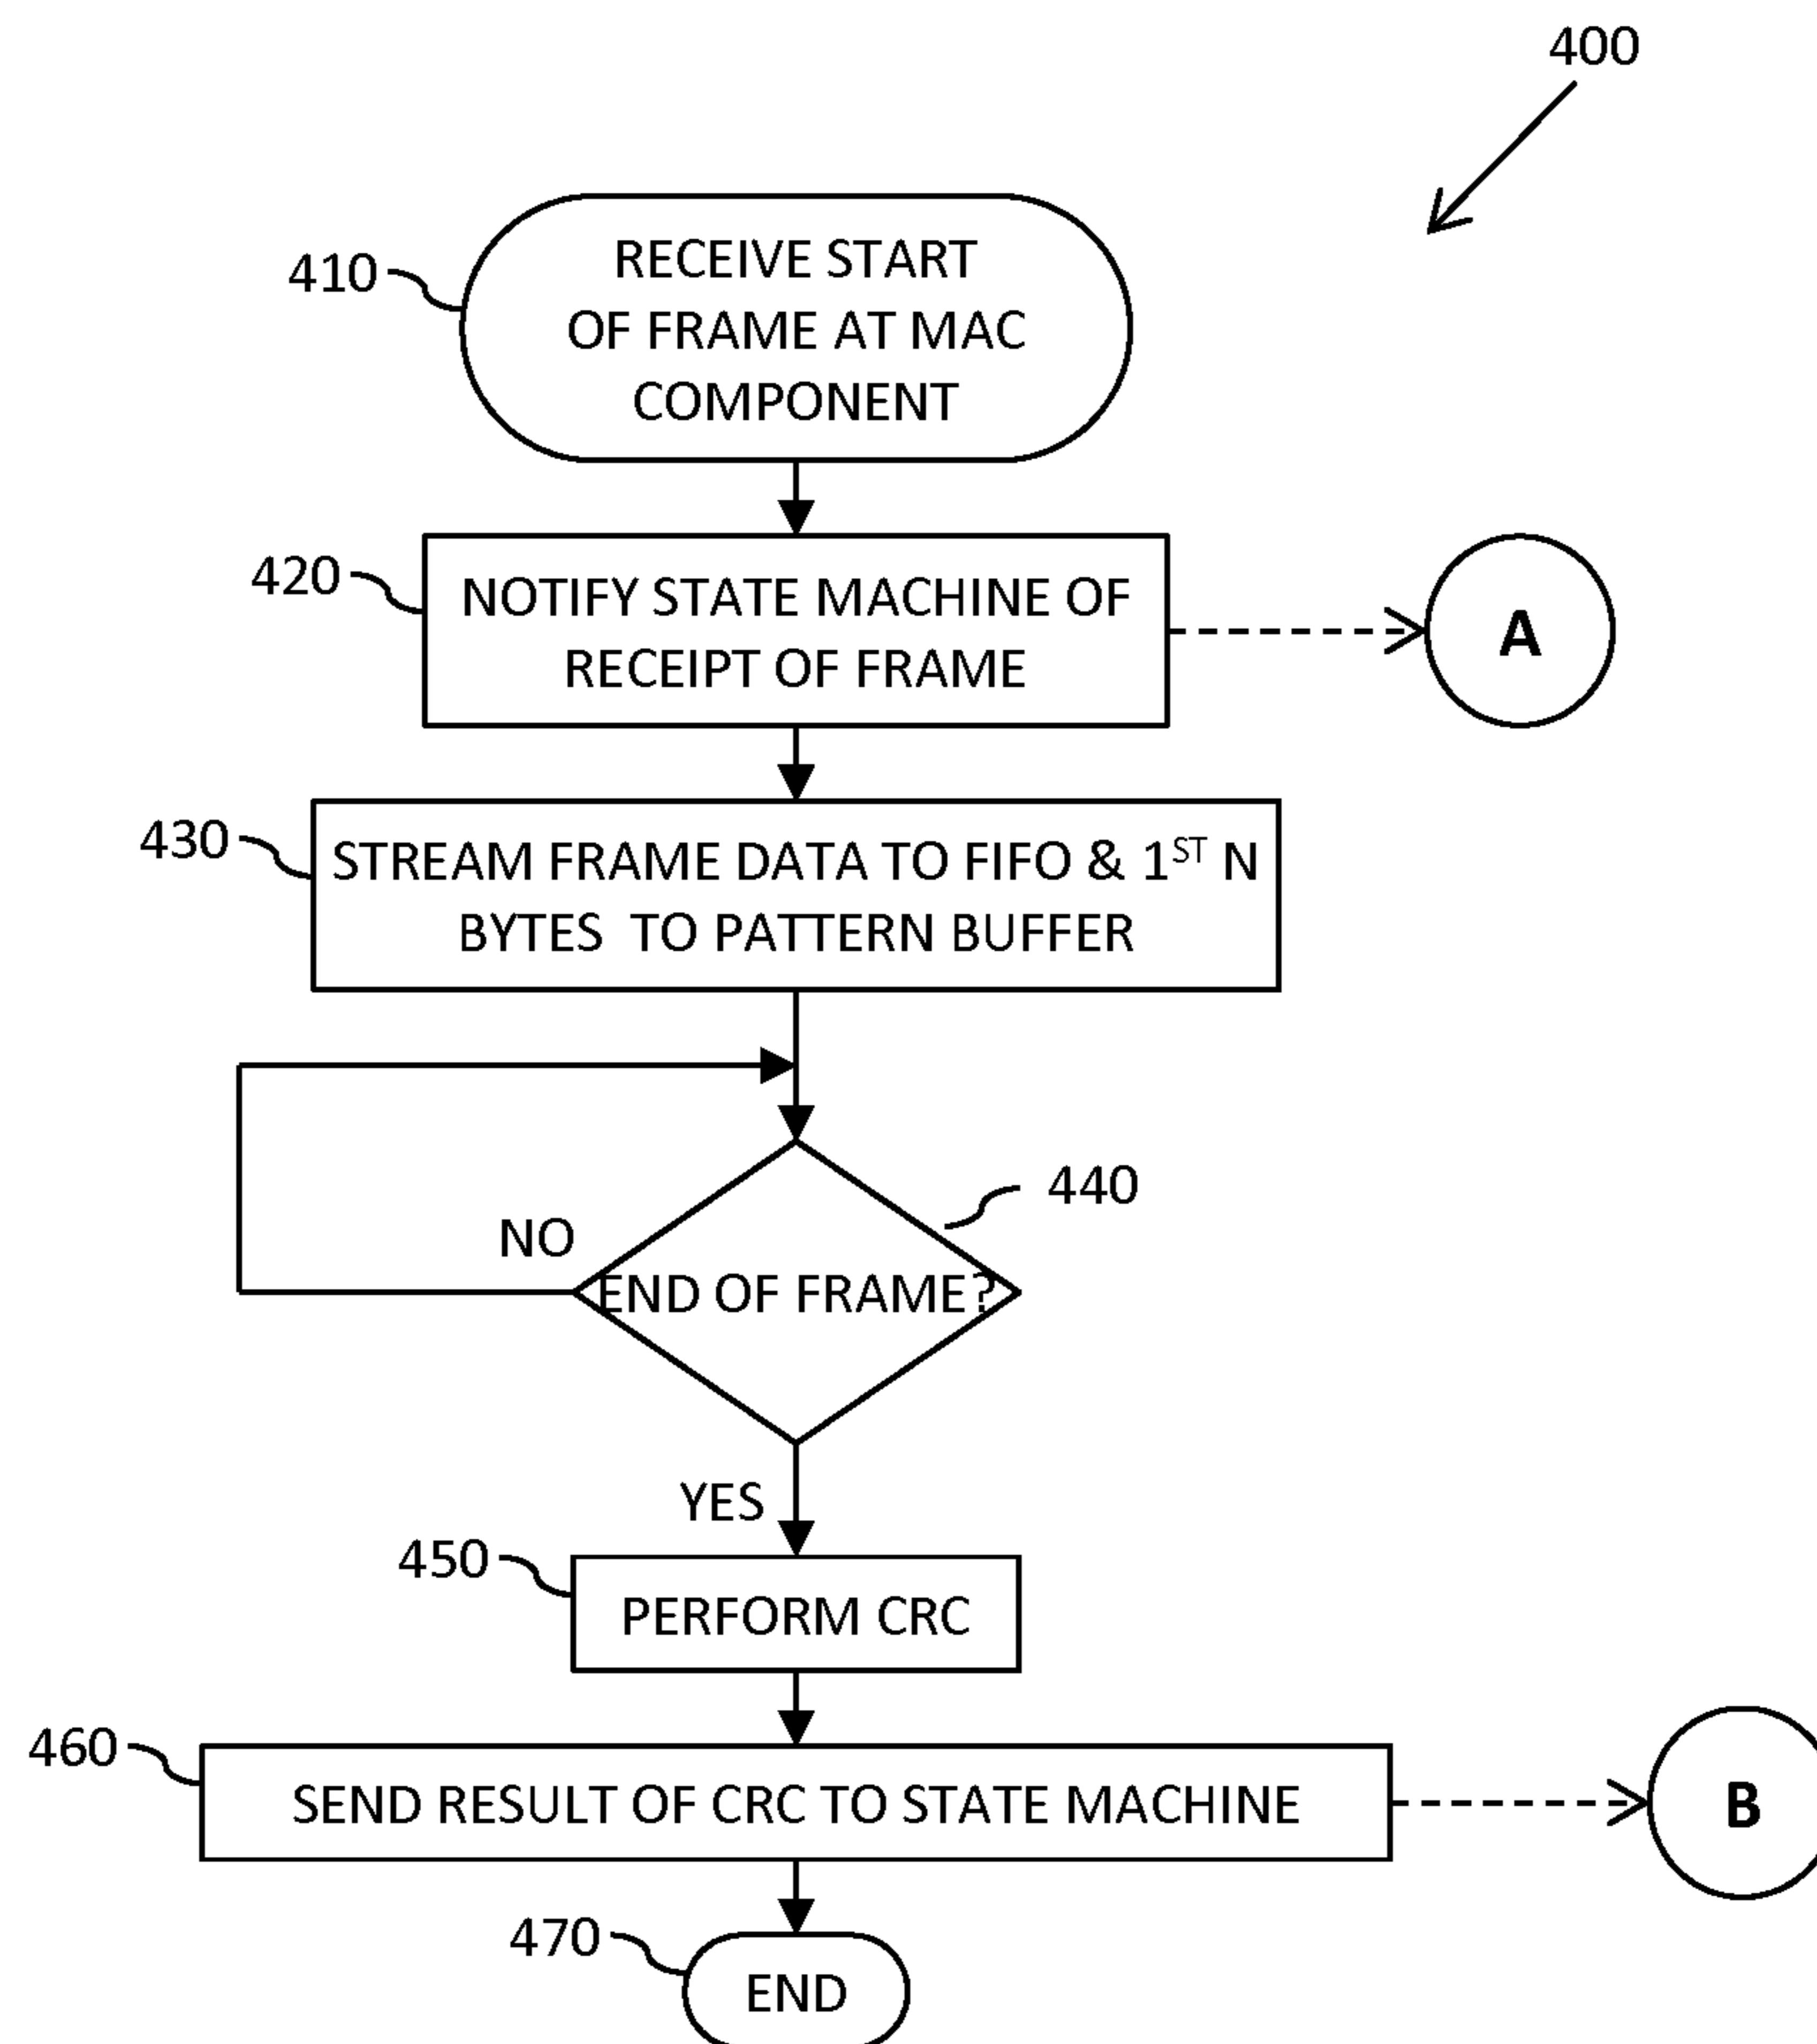 400
410
RECEIVE START
OF FRAME AT MAC
COMPONENT
420
NOTIFY STATE MACHINE OF
RECEIPT OF FRAME
A
430
STREAM FRAME DATA TO FIFO & 1ST N
BYTES TO PATTERN BUFFER
440
NO
END OF FRAME?
YES
450
PERFORM CRC
460
SEND RESULT OF CRC TO STATE MACHINE
B
470
END